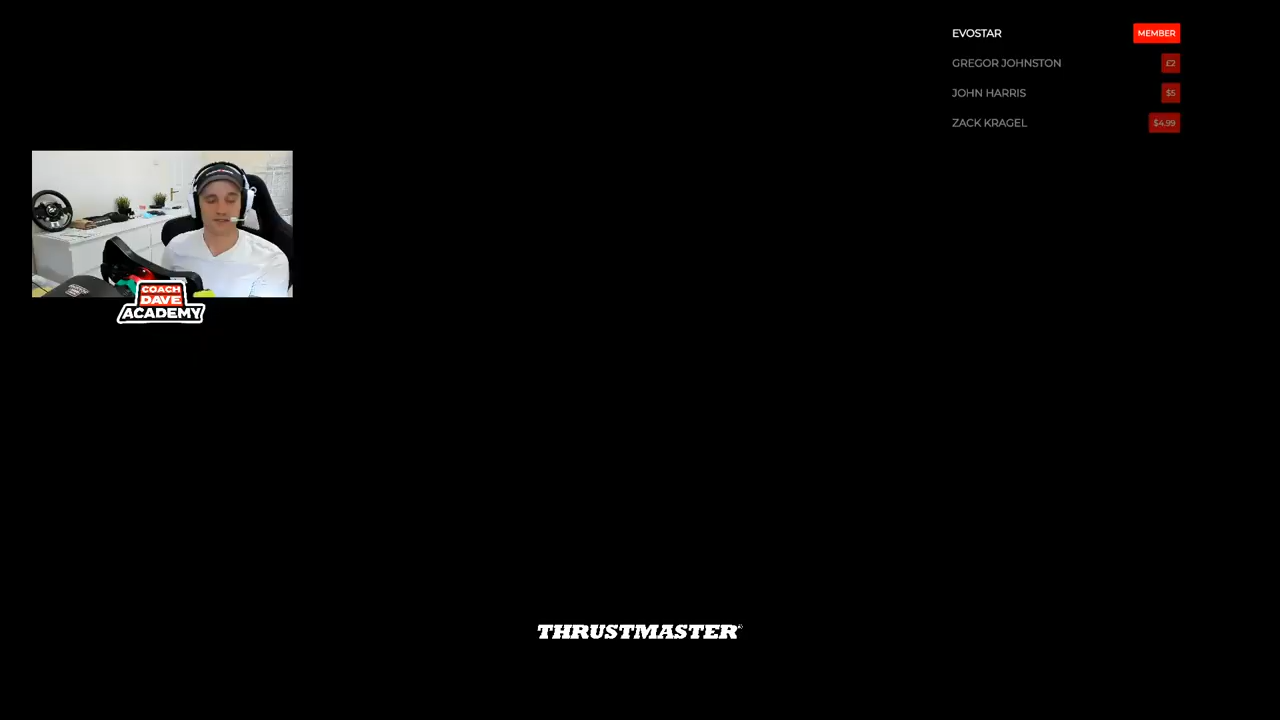 EVOSTAR MEMBER
GREGOR JOHNSTON £2
JOHN HARRIS $5
ZACK KRAGEL $4.99
COACH
DAVE
ACADEMY
THRUSTMASTER